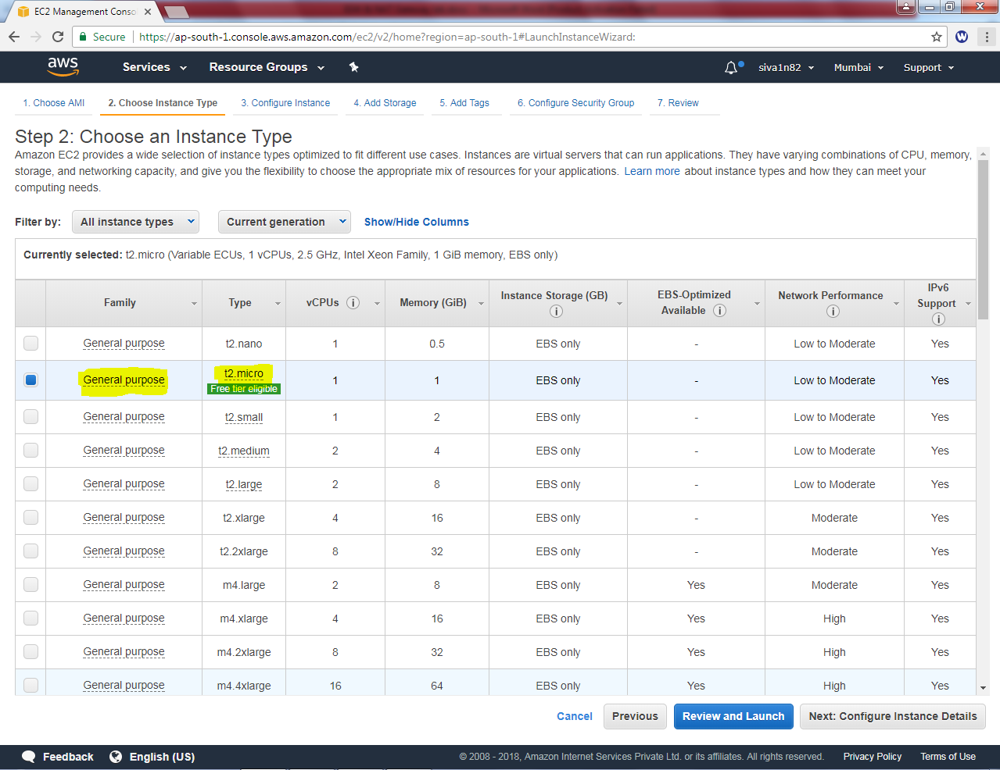 EC2 Management Conso
Secure https://ap-south-1.console.aws.amazon.com/ec2/v2/home?region=ap-south-1#LaunchInstanceWizard:
W
aws Services Resource Groups siva1n82 Mumbai Support
1. Choose AMI 2. Choose Instance Type 3. Configure Instance 4. Add Storage 5. Add Tags 6. Configure Security Group 7. Review
Step 2: Choose an Instance Type
Amazon EC2 provides a wide selection of instance types optimized to fit different use cases. Instances are virtual servers that can run applications. They have varying combinations of CPU, memory,
storage, and networking capacity, and give you the flexibility to choose the appropriate mix of resources for your applications. Learn more about instance types and how they can meet your
computing needs.
Filter by: All instance types Current generation Show/Hide Columns
Currently selected: t2.micro (Variable ECUs, 1 vCPUs, 2.5 GHz, Intel Xeon Family, 1 GiB memory, EBS only)
Family Type vCPUs Memory (GiB) Instance Storage (GB) EBS-Optimized Available Network Performance IPv6 Support
General purpose t2.nano 1 0.5 EBS only - Low to Moderate Yes
General purpose t2.micro Free tier eligible 1 1 EBS only - Low to Moderate Yes
General purpose t2.small 1 2 EBS only - Low to Moderate Yes
General purpose t2.medium 2 4 EBS only - Low to Moderate Yes
General purpose t2.large 2 8 EBS only - Low to Moderate Yes
General purpose t2.xlarge 4 16 EBS only - Moderate Yes
General purpose t2.2xlarge 8 32 EBS only - Moderate Yes
General purpose m4.large 2 8 EBS only Yes Moderate Yes
General purpose m4.xlarge 4 16 EBS only Yes High Yes
General purpose m4.2xlarge 8 32 EBS only Yes High Yes
General purpose m4.4xlarge 16 64 EBS only Yes High Yes
Cancel Previous Review and Launch Next: Configure Instance Details
Feedback English (US) © 2008 - 2018, Amazon Internet Services Private Ltd. or its affiliates. All rights reserved. Privacy Policy Terms of Use